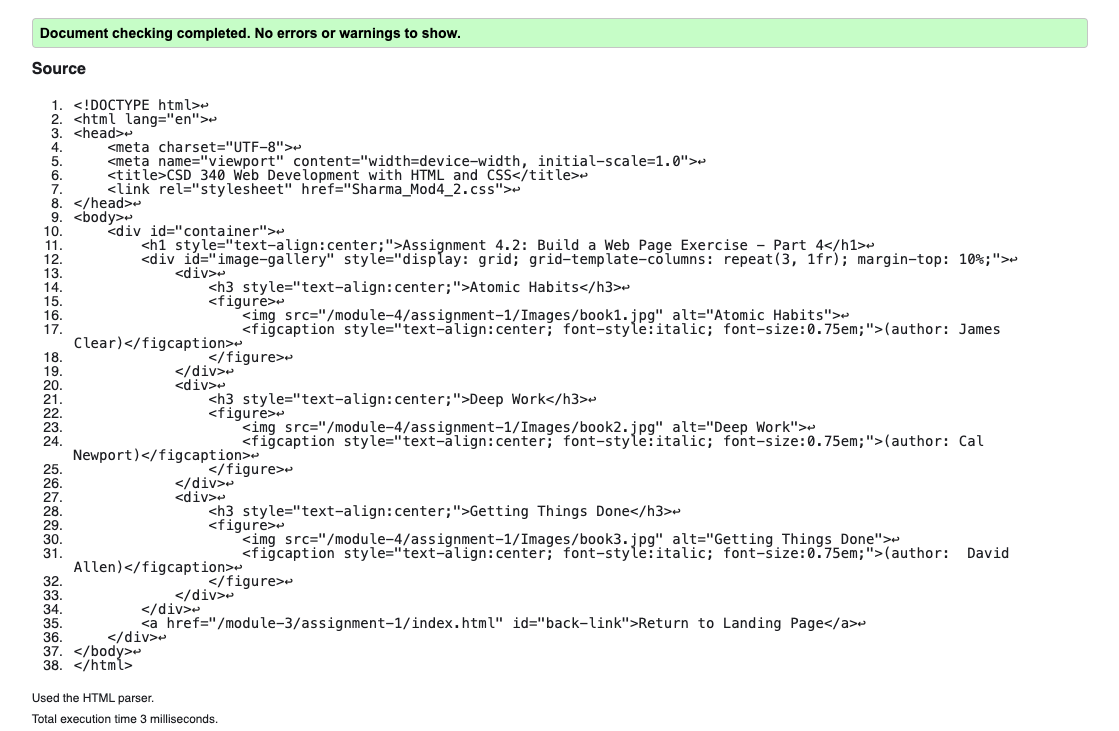 Document checking completed. No errors or warnings to show.
Source
1. <!DOCTYPE html>↩
2. <html lang="en">↩
3. <head>↩
4.     <meta charset="UTF-8">↩
5.     <meta name="viewport" content="width=device-width, initial-scale=1.0">↩
6.     <title>CSD 340 Web Development with HTML and CSS</title>↩
7.     <link rel="stylesheet" href="Sharma_Mod4_2.css">↩
8. </head>↩
9. <body>↩
10.     <div id="container">↩
11.         <h1 style="text-align:center;">Assignment 4.2: Build a Web Page Exercise – Part 4</h1>↩
12.         <div id="image-gallery" style="display: grid; grid-template-columns: repeat(3, 1fr); margin-top: 10%;">↩
13.             <div>↩
14.                 <h3 style="text-align:center;">Atomic Habits</h3>↩
15.                 <figure>↩
16.                     <img src="/module-4/assignment-1/Images/book1.jpg" alt="Atomic Habits">↩
17.                     <figcaption style="text-align:center; font-style:italic; font-size:0.75em;">(author: James
Clear)</figcaption>↩
18.                 </figure>↩
19.             </div>↩
20.             <div>↩
21.                 <h3 style="text-align:center;">Deep Work</h3>↩
22.                 <figure>↩
23.                     <img src="/module-4/assignment-1/Images/book2.jpg" alt="Deep Work">↩
24.                     <figcaption style="text-align:center; font-style:italic; font-size:0.75em;">(author: Cal
Newport)</figcaption>↩
25.                 </figure>↩
26.             </div>↩
27.             <div>↩
28.                 <h3 style="text-align:center;">Getting Things Done</h3>↩
29.                 <figure>↩
30.                     <img src="/module-4/assignment-1/Images/book3.jpg" alt="Getting Things Done">↩
31.                     <figcaption style="text-align:center; font-style:italic; font-size:0.75em;">(author:  David
Allen)</figcaption>↩
32.                 </figure>↩
33.             </div>↩
34.         </div>↩
35.         <a href="/module-3/assignment-1/index.html" id="back-link">Return to Landing Page</a>↩
36.     </div>↩
37. </body>↩
38. </html>
Used the HTML parser.
Total execution time 3 milliseconds.